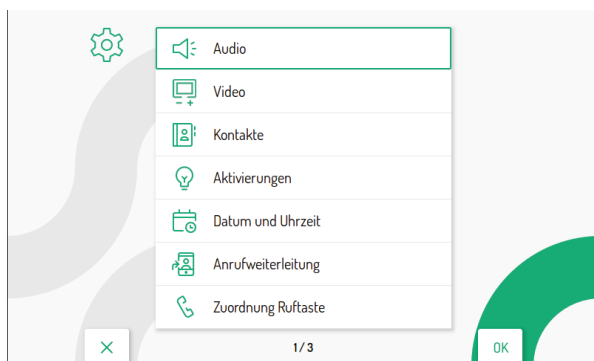 Audio
Video
Kontakte
Aktivierungen
Datum und Uhrzeit
Anrufweiterleitung
Zuordnung Ruftaste
1/3
OK